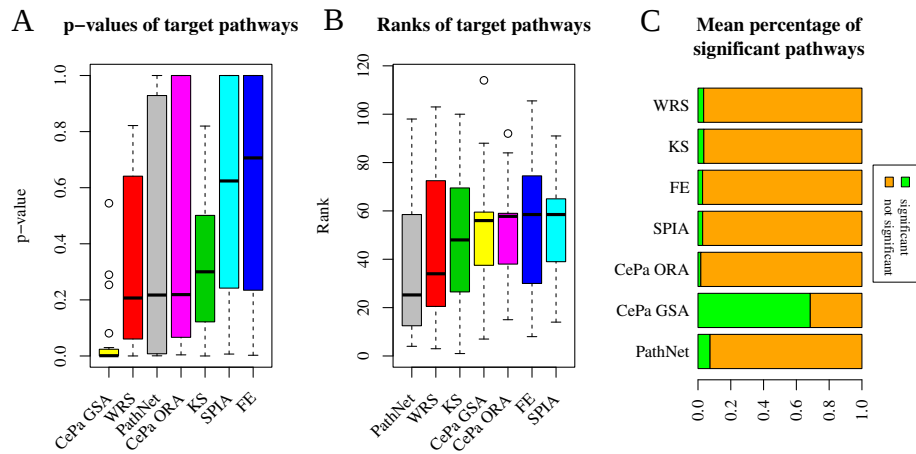 A
p-values of target pathways
p-value
1.0
0.8
0.6
0.4
0.2
0.0
CePa GSA
WRS
PathNet
CePa ORA
KS
SPIA
FE
B
Ranks of target pathways
Rank
120
100
80
60
40
20
0
PathNet
WRS
KS
CePa GSA
CePa ORA
FE
SPIA
C
Mean percentage of
significant pathways
WRS
KS
FE
SPIA
CePa ORA
CePa GSA
PathNet
0.0
0.2
0.4
0.6
0.8
1.0
significant
not significant